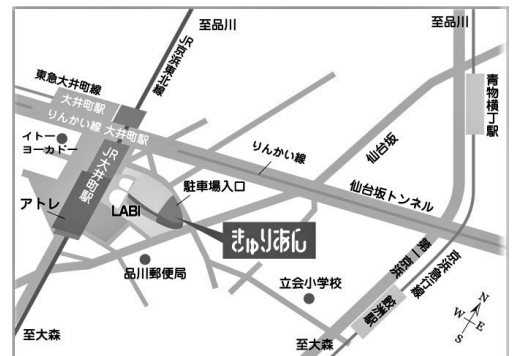 至品川
至品川
JR京浜東北線
東急大井町線
大井町駅
りんかい線 大井町駅
イトー
ヨーカドー
JR大井町駅
アトレ
LABI
駐車場入口
きゅりあん
りんかい線
仙台坂
仙台坂トンネル
青物横丁駅
品川郵便局
立会小学校
第一京浜
京浜急行線
鮫洲駅
至大森
至大森
N
W
E
S